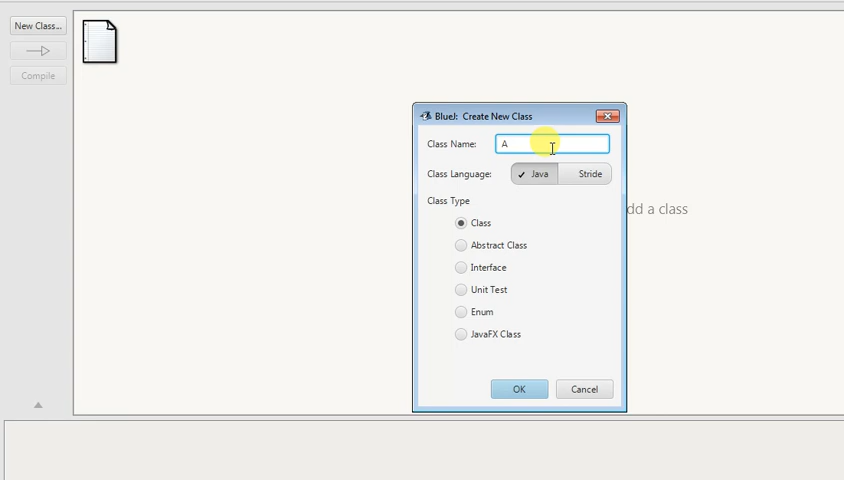 New Class...
Compile
BlueJ: Create New Class
Class Name: A
Class Language: ✓ Java Stride
dd a class
Class Type
Class
Abstract Class
Interface
Unit Test
Enum
JavaFX Class
OK Cancel